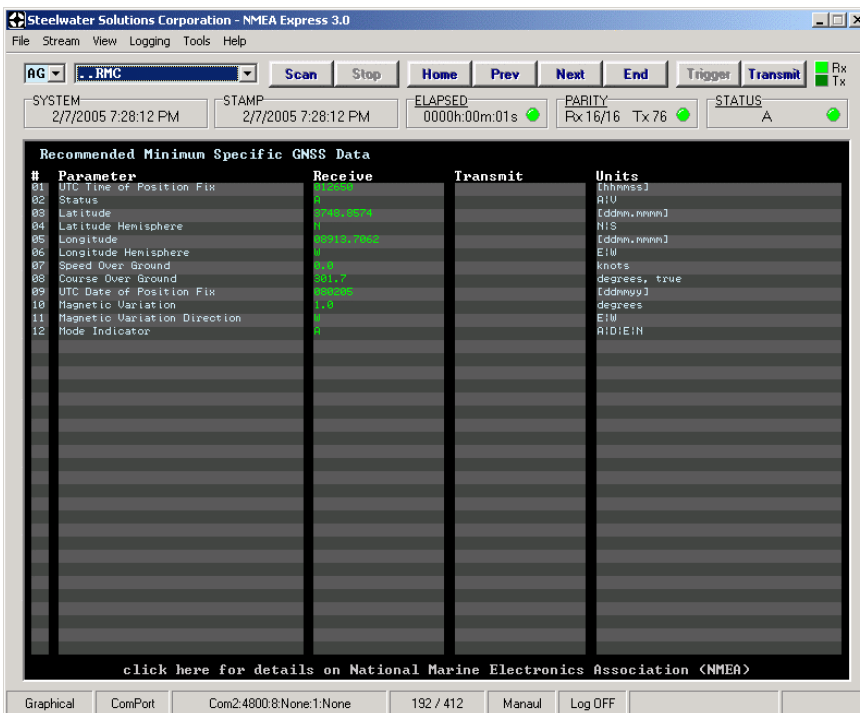 Steelwater Solutions Corporation - NMEA Express 3.0
File Stream View Logging Tools Help
AG ..RMC Scan Stop Home Prev Next End Trigger Transmit Rx
Tx
SYSTEM STAMP ELAPSED PARITY STATUS
2/7/2005 7:28:12 PM 2/7/2005 7:28:12 PM 0000h:00m:01s Rx 16/16 Tx 76 A
Recommended Minimum Specific GNSS Data
# Parameter Receive Transmit Units
01 UTC Time of Position Fix 012650 [hhmmss]
02 Status A A|V
03 Latitude 3748.8574 [ddmm.mmmm]
04 Latitude Hemisphere N N|S
05 Longitude 08913.7062 [ddmm.mmmm]
06 Longitude Hemisphere W E|W
07 Speed Over Ground 0.0 knots
08 Course Over Ground 301.7 degrees, true
09 UTC Date of Position Fix 080205 [ddmmyy]
10 Magnetic Variation 1.0 degrees
11 Magnetic Variation Direction W E|W
12 Mode Indicator A A|D|E|N
click here for details on National Marine Electronics Association (NMEA)
Graphical ComPort Com2:4800:8:None:1:None 192 / 412 Manaul Log OFF